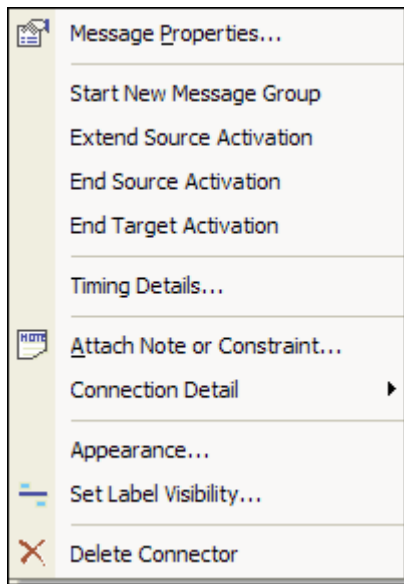 Message Properties...
Start New Message Group
Extend Source Activation
End Source Activation
End Target Activation
Timing Details...
NOTE
Attach Note or Constraint...
Connection Detail
Appearance...
Set Label Visibility...
Delete Connector